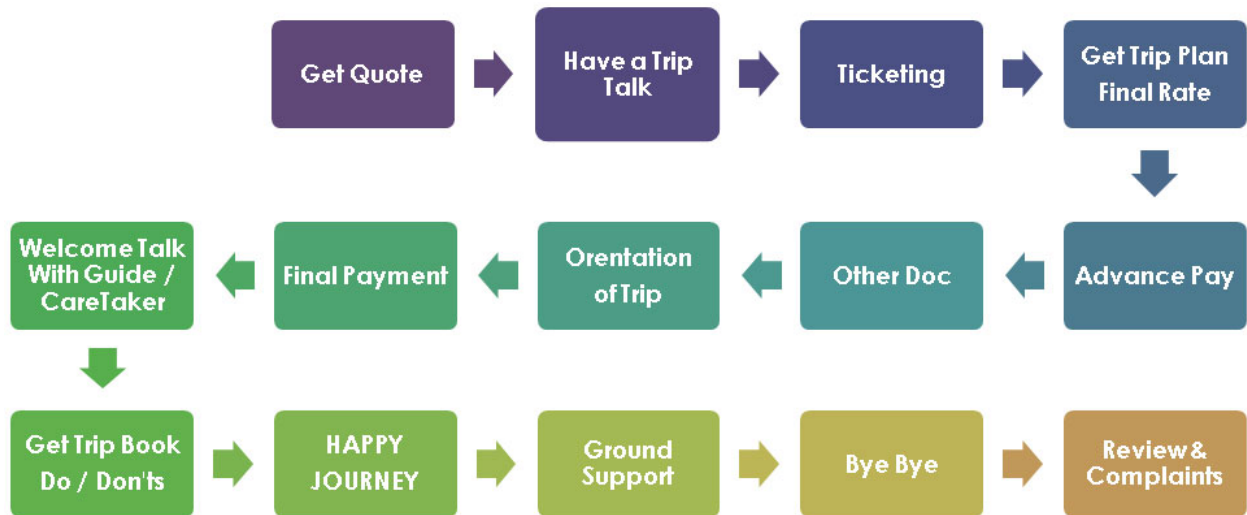 Get Quote
Have a Trip
Talk
Ticketing
Get Trip Plan
Final Rate
Advance Pay
Other Doc
Orentation
of Trip
Final Payment
Welcome Talk
With Guide /
CareTaker
Get Trip Book
Do / Don'ts
HAPPY
JOURNEY
Ground
Support
Bye Bye
Review &
Complaints